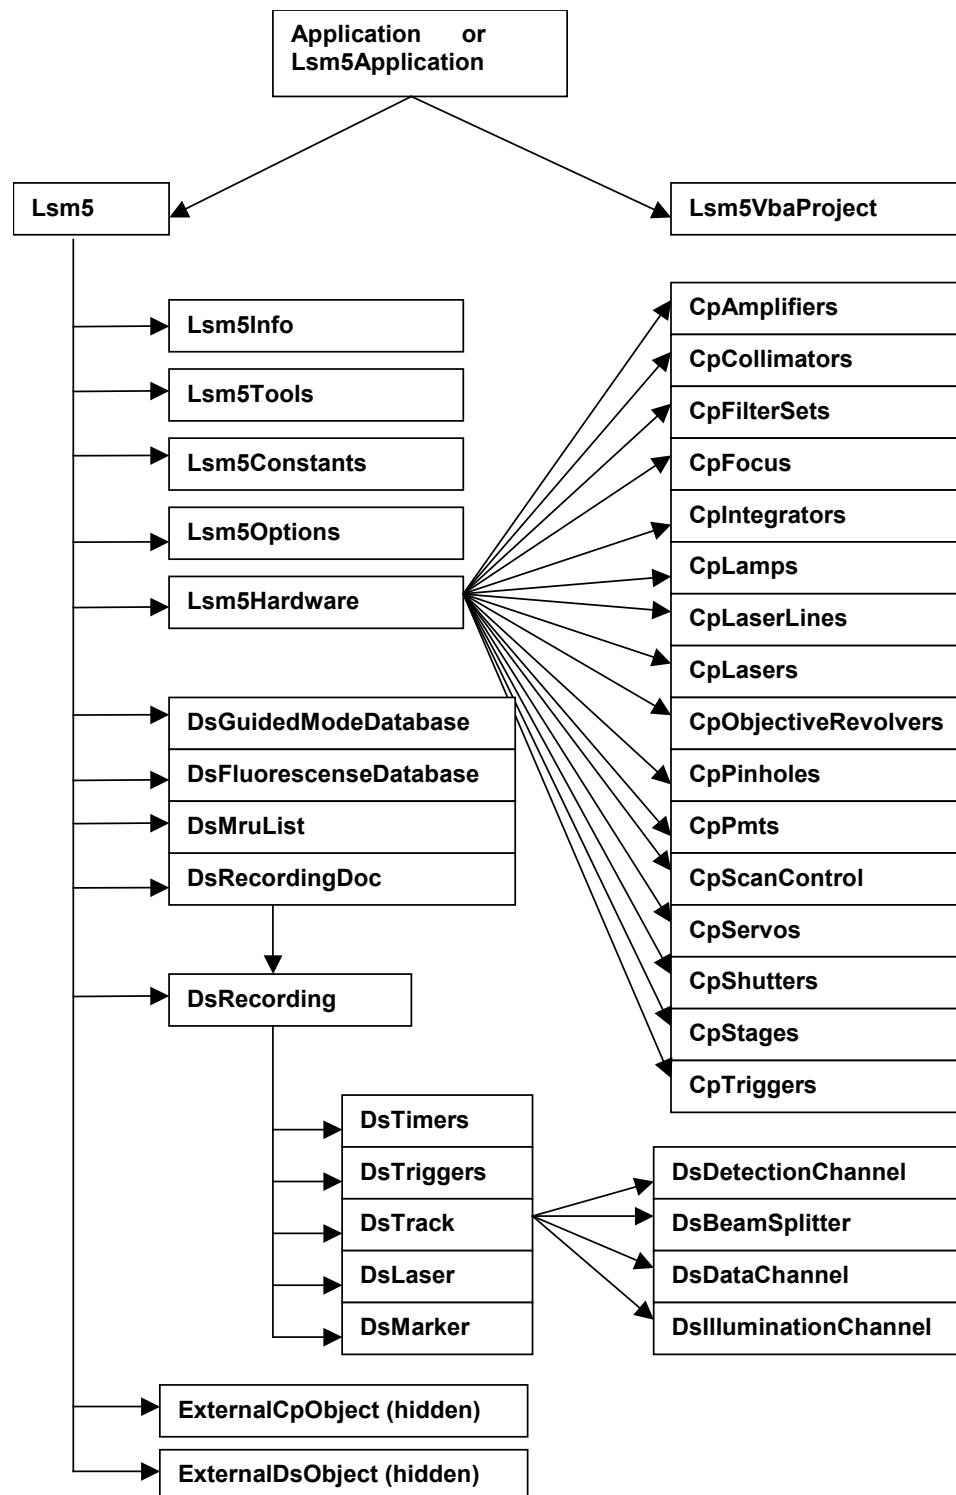 Application or
Lsm5Application
Lsm5
Lsm5VbaProject
Lsm5Info
Lsm5Tools
Lsm5Constants
Lsm5Options
Lsm5Hardware
CpAmplifiers
CpCollimators
CpFilterSets
CpFocus
CpIntegrators
CpLamps
CpLaserLines
CpLasers
CpObjectiveRevolvers
CpPinholes
CpPmts
CpScanControl
CpServos
CpShutters
CpStages
CpTriggers
DsGuidedModeDatabase
DsFluorescenseDatabase
DsMruList
DsRecordingDoc
DsRecording
DsTimers
DsTriggers
DsTrack
DsLaser
DsMarker
DsDetectionChannel
DsBeamSplitter
DsDataChannel
DsIlluminationChannel
ExternalCpObject (hidden)
ExternalDsObject (hidden)